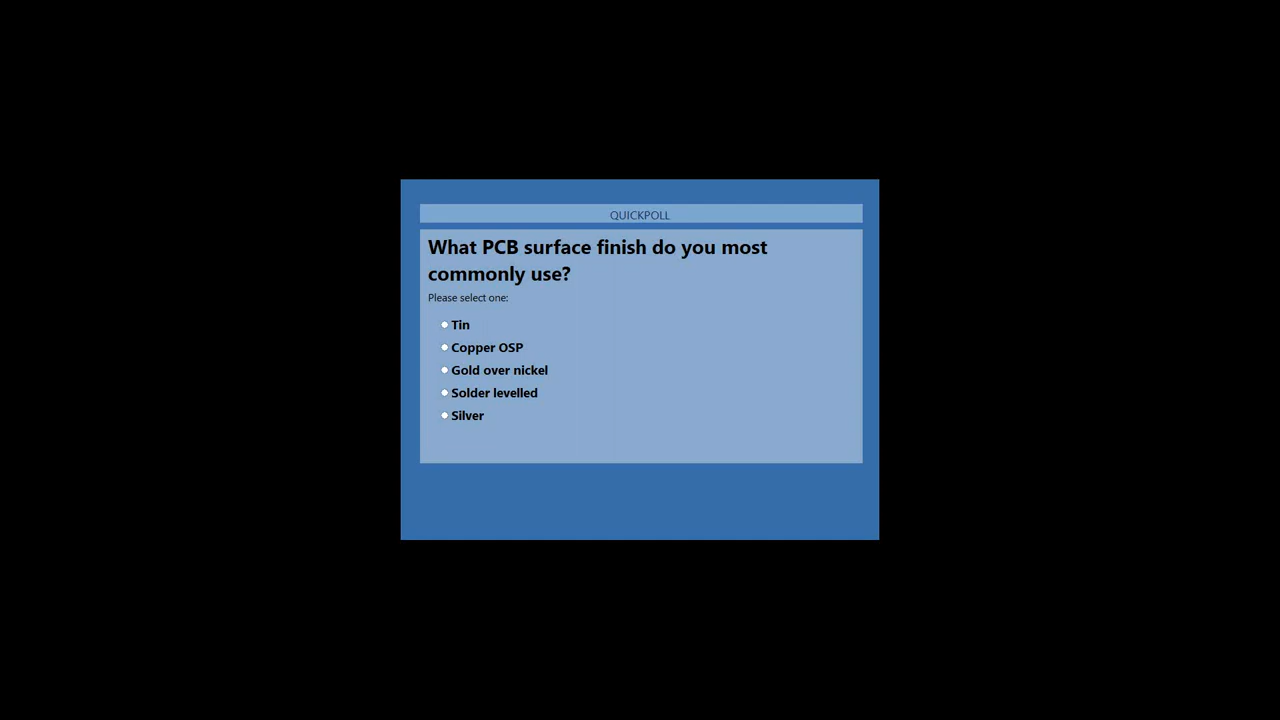 QUICKPOLL
What PCB surface finish do you most
commonly use?
Please select one:
Tin
Copper OSP
Gold over nickel
Solder levelled
Silver